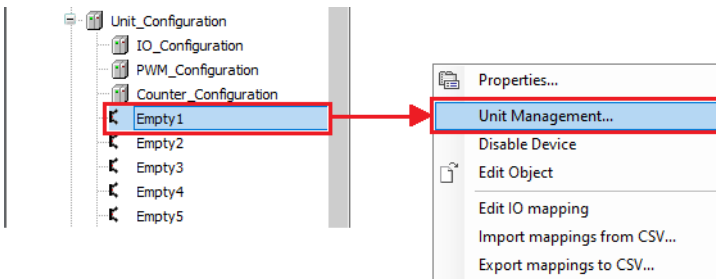 Unit_Configuration
IO_Configuration
PWM_Configuration
Counter_Configuration
Empty1
Empty2
Empty3
Empty4
Empty5
Properties...
Unit Management...
Disable Device
Edit Object
Edit IO mapping
Import mappings from CSV...
Export mappings to CSV...